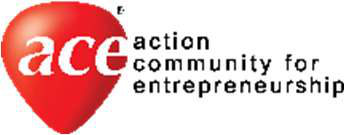 ace action
community for
entrepreneurship